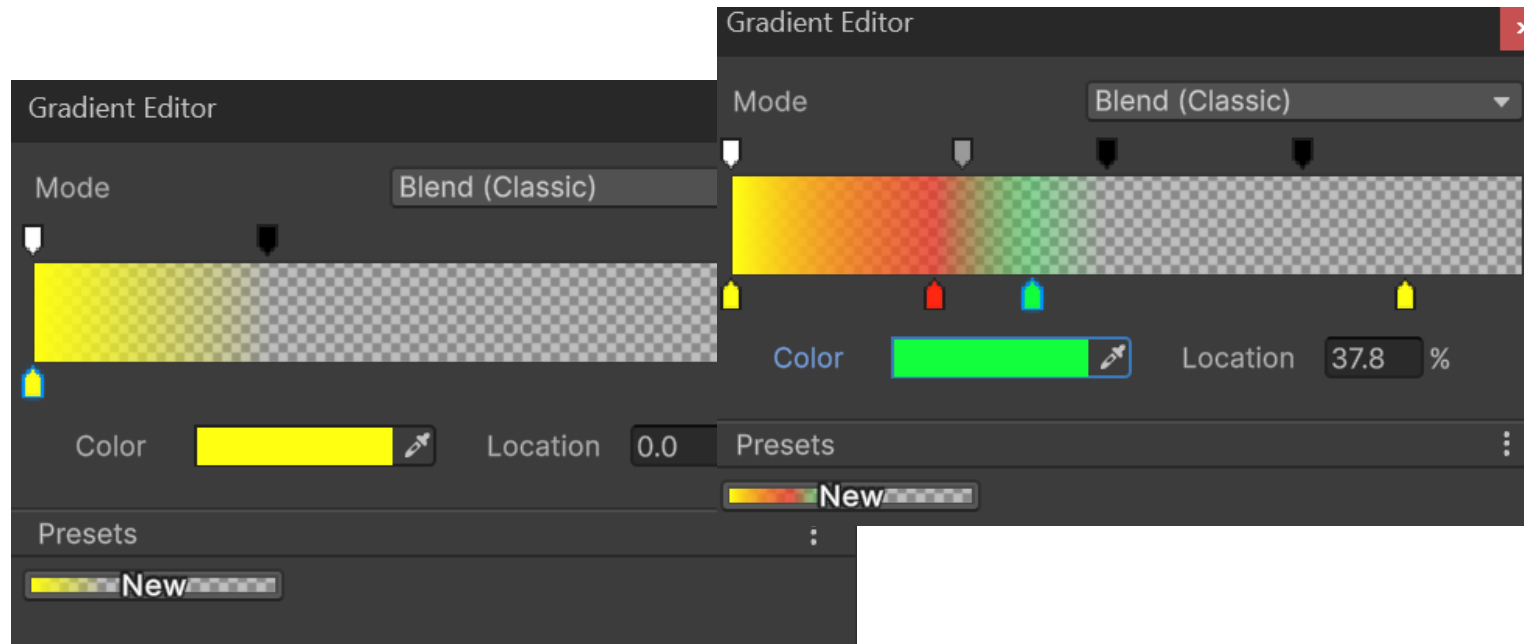 Gradient Editor
Mode
Blend (Classic)
Color
Location
0.0
Presets
New
Gradient Editor
Mode
Blend (Classic)
Color
Location
37.8
%
Presets
New